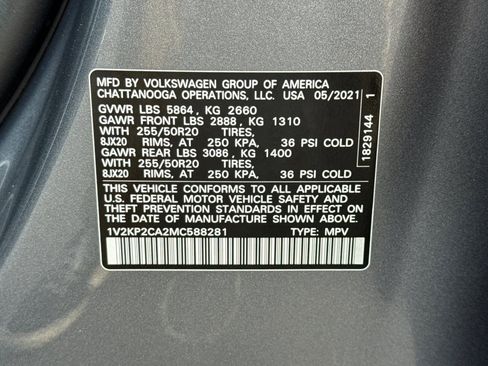 MFD BY VOLKSWAGEN GROUP OF AMERICA
CHATTANOOGA OPERATIONS, LLC. USA 05/2021
GVWR LBS 5864, KG 2660
GAWR FRONT LBS 2888, KG 1310
WITH 255/50R20 TIRES,
8JX20 RIMS, AT 250 KPA, 36 PSI COLD
GAWR REAR LBS 3086, KG 1400
WITH 255/50R20 TIRES,
8JX20 RIMS, AT 250 KPA, 36 PSI COLD
THIS VEHICLE CONFORMS TO ALL APPLICABLE
U.S. FEDERAL MOTOR VEHICLE SAFETY AND
THEFT PREVENTION STANDARDS IN EFFECT ON
THE DATE OF MANUFACTURE SHOWN ABOVE.
1V2KP2CA2MC588281 TYPE: MPV
1829144 1